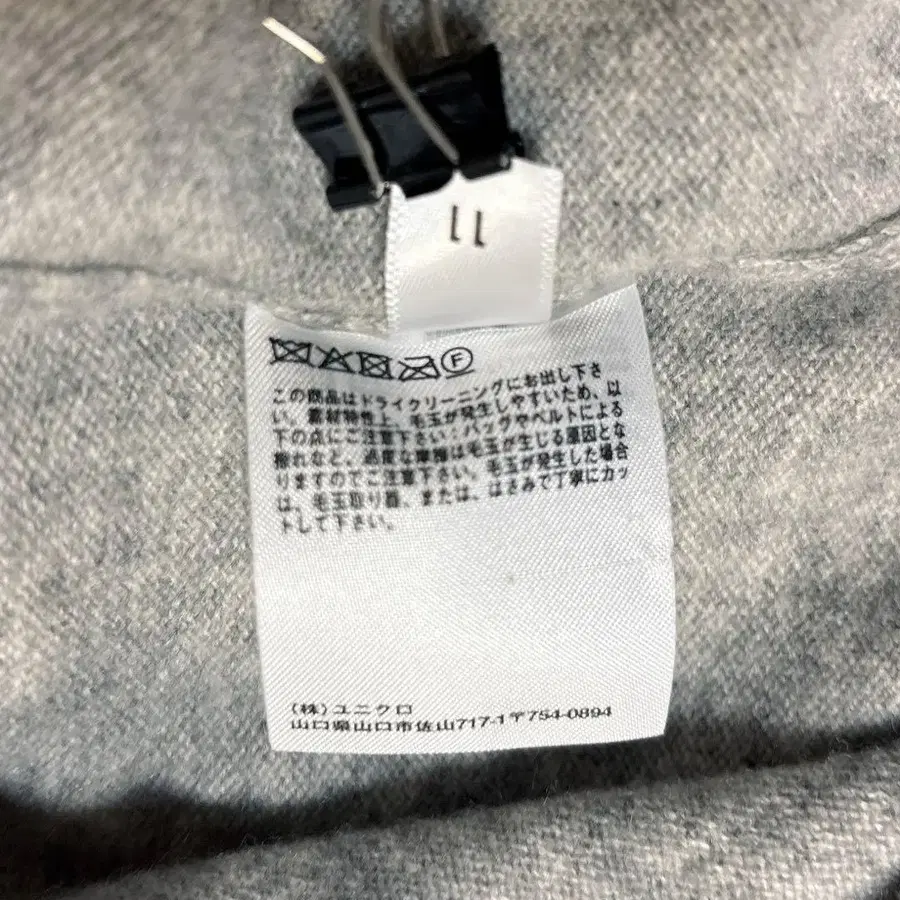 11
F
この商品はドライクリーニングにお出し下さ
い。素材特性上、毛玉が発生しやすいため、以
下の点にご注意下さい：バッグやベルトによる
擦れなど、過度な摩擦は毛玉が生じる原因とな
りますのでご注意下さい。毛玉が発生した場合
は、毛玉取り器、または、はさみで丁寧にカッ
トして下さい。
(株)ユニクロ
山口県山口市佐山717-1〒754-0894